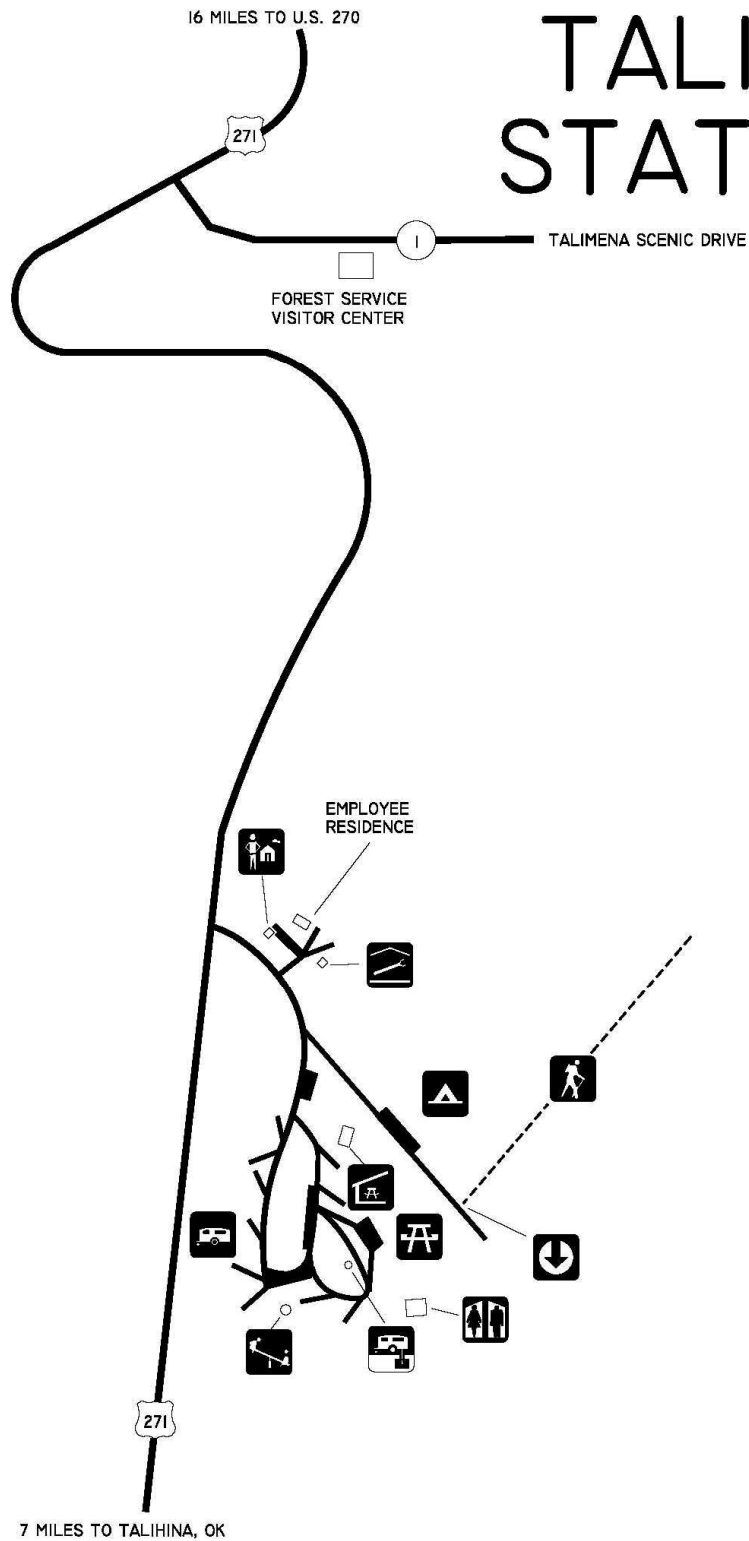 16 MILES TO U.S. 270
TALI
STAT
271
1
TALIMENA SCENIC DRIVE
FOREST SERVICE
VISITOR CENTER
EMPLOYEE
RESIDENCE
271
7 MILES TO TALIHINA, OK